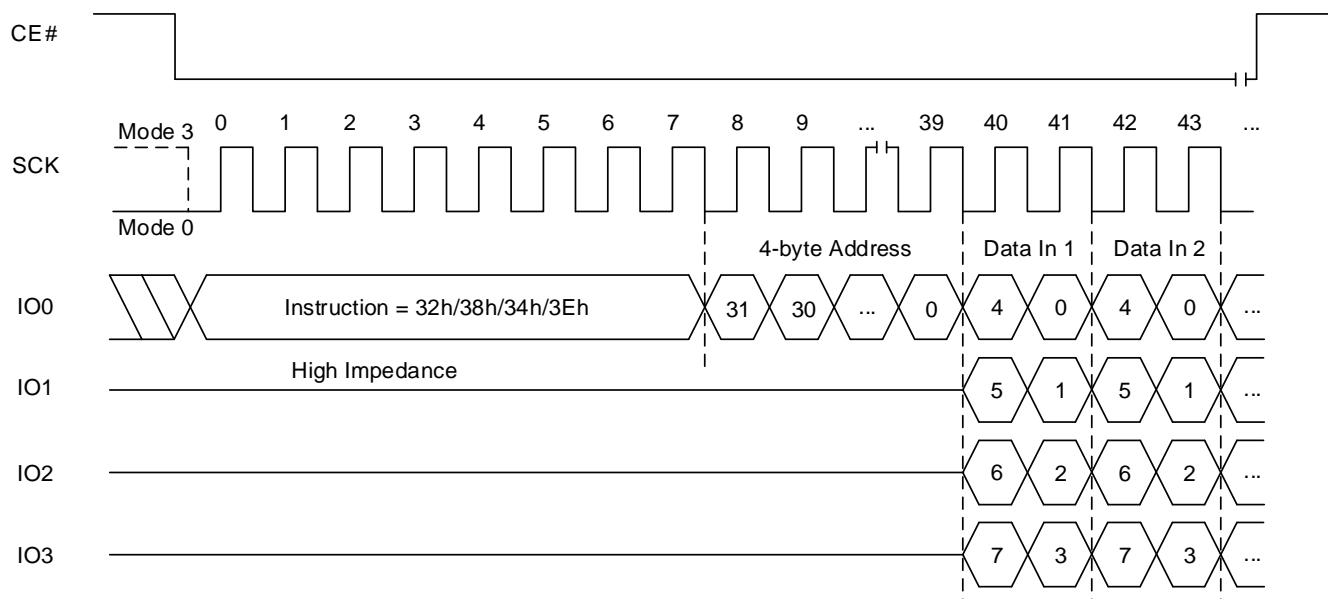 CE#
Mode 3 0 1 2 3 4 5 6 7 8 9 ... 39 40 41 42 43 ...
SCK
Mode 0
4-byte Address Data In 1 Data In 2
IO0 Instruction = 32h/38h/34h/3Eh 31 30 ... 0 4 0 4 0 ...
High Impedance
IO1 5 1 5 1 ...
IO2 6 2 6 2 ...
IO3 7 3 7 3 ...